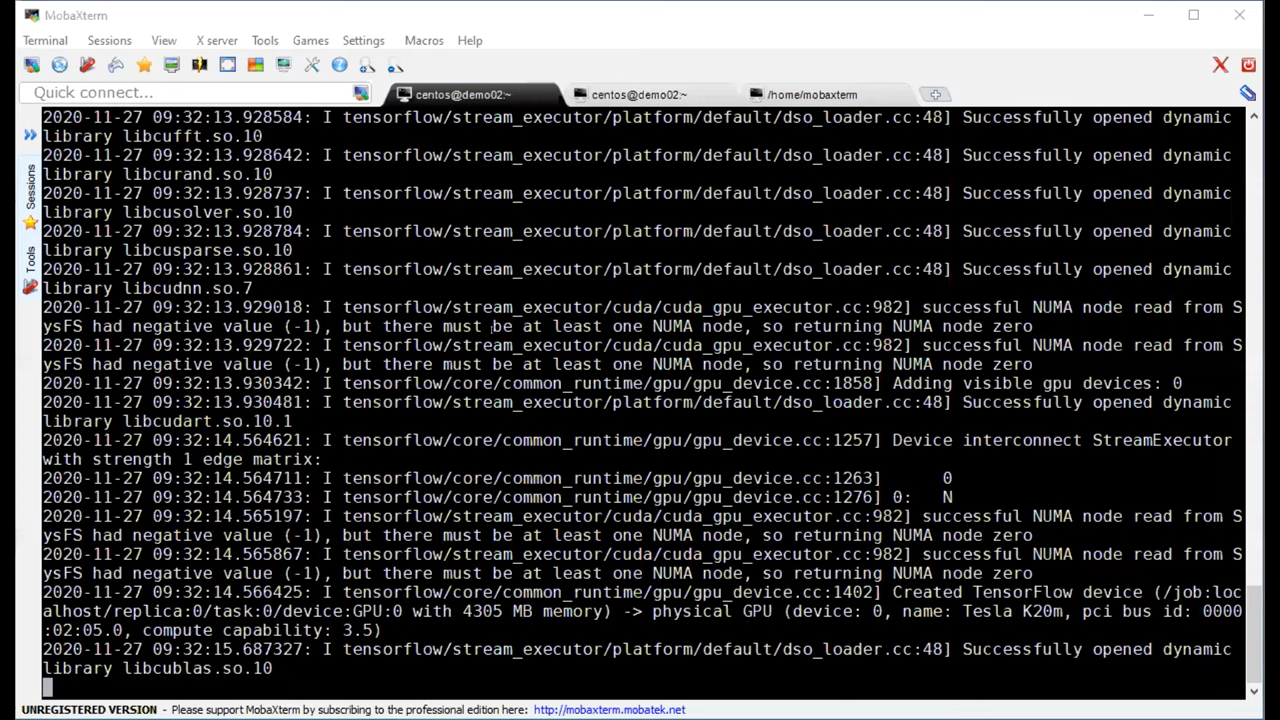 MobaXterm
Terminal Sessions View X server Tools Games Settings Macros Help
Quick connect...
centos@demo02:~
centos@demo02:~
/home/mobaxterm
Sessions
Tools
2020-11-27 09:32:13.928584: I tensorflow/stream_executor/platform/default/dso_loader.cc:48] Successfully opened dynamic
library libcufft.so.10
2020-11-27 09:32:13.928642: I tensorflow/stream_executor/platform/default/dso_loader.cc:48] Successfully opened dynamic
library libcurand.so.10
2020-11-27 09:32:13.928737: I tensorflow/stream_executor/platform/default/dso_loader.cc:48] Successfully opened dynamic
library libcusolver.so.10
2020-11-27 09:32:13.928784: I tensorflow/stream_executor/platform/default/dso_loader.cc:48] Successfully opened dynamic
library libcusparse.so.10
2020-11-27 09:32:13.928861: I tensorflow/stream_executor/platform/default/dso_loader.cc:48] Successfully opened dynamic
library libcudnn.so.7
2020-11-27 09:32:13.929018: I tensorflow/stream_executor/cuda/cuda_gpu_executor.cc:982] successful NUMA node read from S
ysFS had negative value (-1), but there must be at least one NUMA node, so returning NUMA node zero
2020-11-27 09:32:13.929722: I tensorflow/stream_executor/cuda/cuda_gpu_executor.cc:982] successful NUMA node read from S
ysFS had negative value (-1), but there must be at least one NUMA node, so returning NUMA node zero
2020-11-27 09:32:13.930342: I tensorflow/core/common_runtime/gpu/gpu_device.cc:1858] Adding visible gpu devices: 0
2020-11-27 09:32:13.930481: I tensorflow/stream_executor/platform/default/dso_loader.cc:48] Successfully opened dynamic
library libcudart.so.10.1
2020-11-27 09:32:14.564621: I tensorflow/core/common_runtime/gpu/gpu_device.cc:1257] Device interconnect StreamExecutor
with strength 1 edge matrix:
2020-11-27 09:32:14.564711: I tensorflow/core/common_runtime/gpu/gpu_device.cc:1263]      0
2020-11-27 09:32:14.564733: I tensorflow/core/common_runtime/gpu/gpu_device.cc:1276] 0:   N
2020-11-27 09:32:14.565197: I tensorflow/stream_executor/cuda/cuda_gpu_executor.cc:982] successful NUMA node read from S
ysFS had negative value (-1), but there must be at least one NUMA node, so returning NUMA node zero
2020-11-27 09:32:14.565867: I tensorflow/stream_executor/cuda/cuda_gpu_executor.cc:982] successful NUMA node read from S
ysFS had negative value (-1), but there must be at least one NUMA node, so returning NUMA node zero
2020-11-27 09:32:14.566425: I tensorflow/core/common_runtime/gpu/gpu_device.cc:1402] Created TensorFlow device (/job:loc
alhost/replica:0/task:0/device:GPU:0 with 4305 MB memory) -> physical GPU (device: 0, name: Tesla K20m, pci bus id: 0000
:02:05.0, compute capability: 3.5)
2020-11-27 09:32:15.687327: I tensorflow/stream_executor/platform/default/dso_loader.cc:48] Successfully opened dynamic
library libcublas.so.10
UNREGISTERED VERSION - Please support MobaXterm by subscribing to the professional edition here: http://mobaxterm.mobatek.net